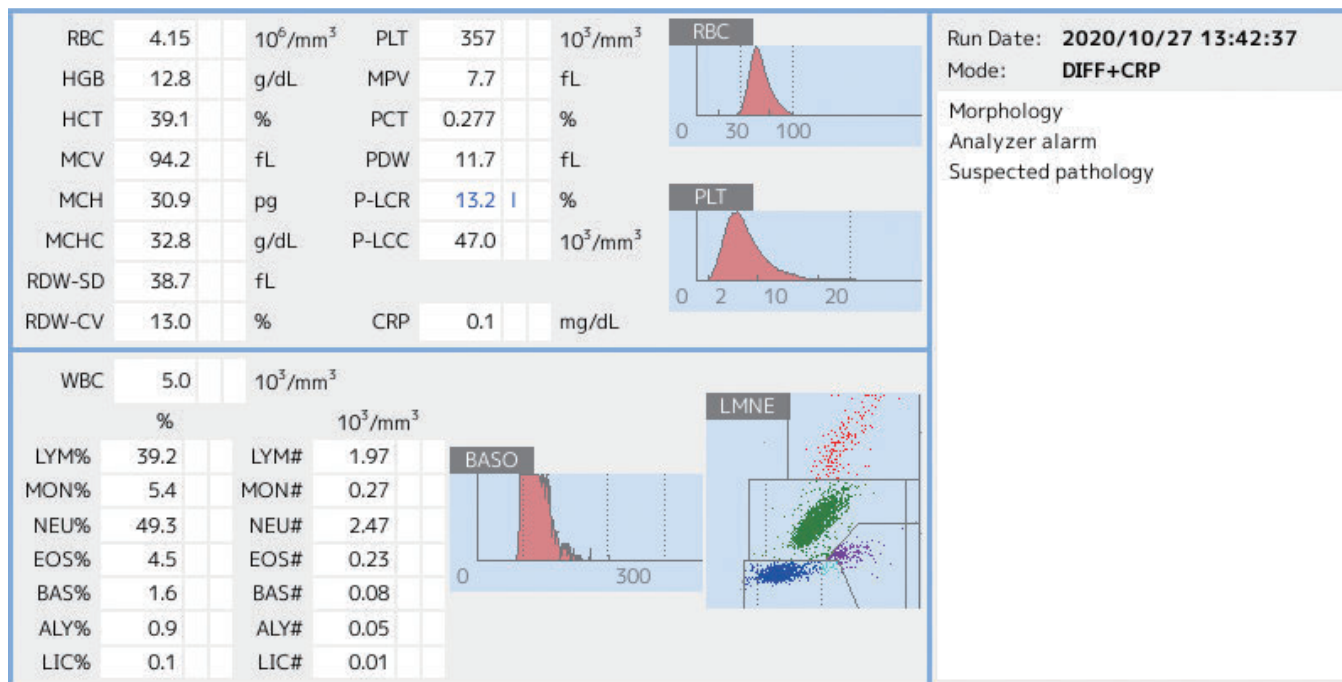 RBC 4.15 10⁶/mm³ PLT 357 10³/mm³
HGB 12.8 g/dL MPV 7.7 fL
HCT 39.1 % PCT 0.277 %
MCV 94.2 fL PDW 11.7 fL
MCH 30.9 pg P-LCR 13.2 l %
MCHC 32.8 g/dL P-LCC 47.0 10³/mm³
RDW-SD 38.7 fL
RDW-CV 13.0 % CRP 0.1 mg/dL
RBC
0 30 100
PLT
0 2 10 20
Run Date: 2020/10/27 13:42:37
Mode: DIFF+CRP
Morphology
Analyzer alarm
Suspected pathology
WBC 5.0 10³/mm³
% 10³/mm³
LYM% 39.2 LYM# 1.97
MON% 5.4 MON# 0.27
NEU% 49.3 NEU# 2.47
EOS% 4.5 EOS# 0.23
BAS% 1.6 BAS# 0.08
ALY% 0.9 ALY# 0.05
LIC% 0.1 LIC# 0.01
BASO
0 300
LMNE